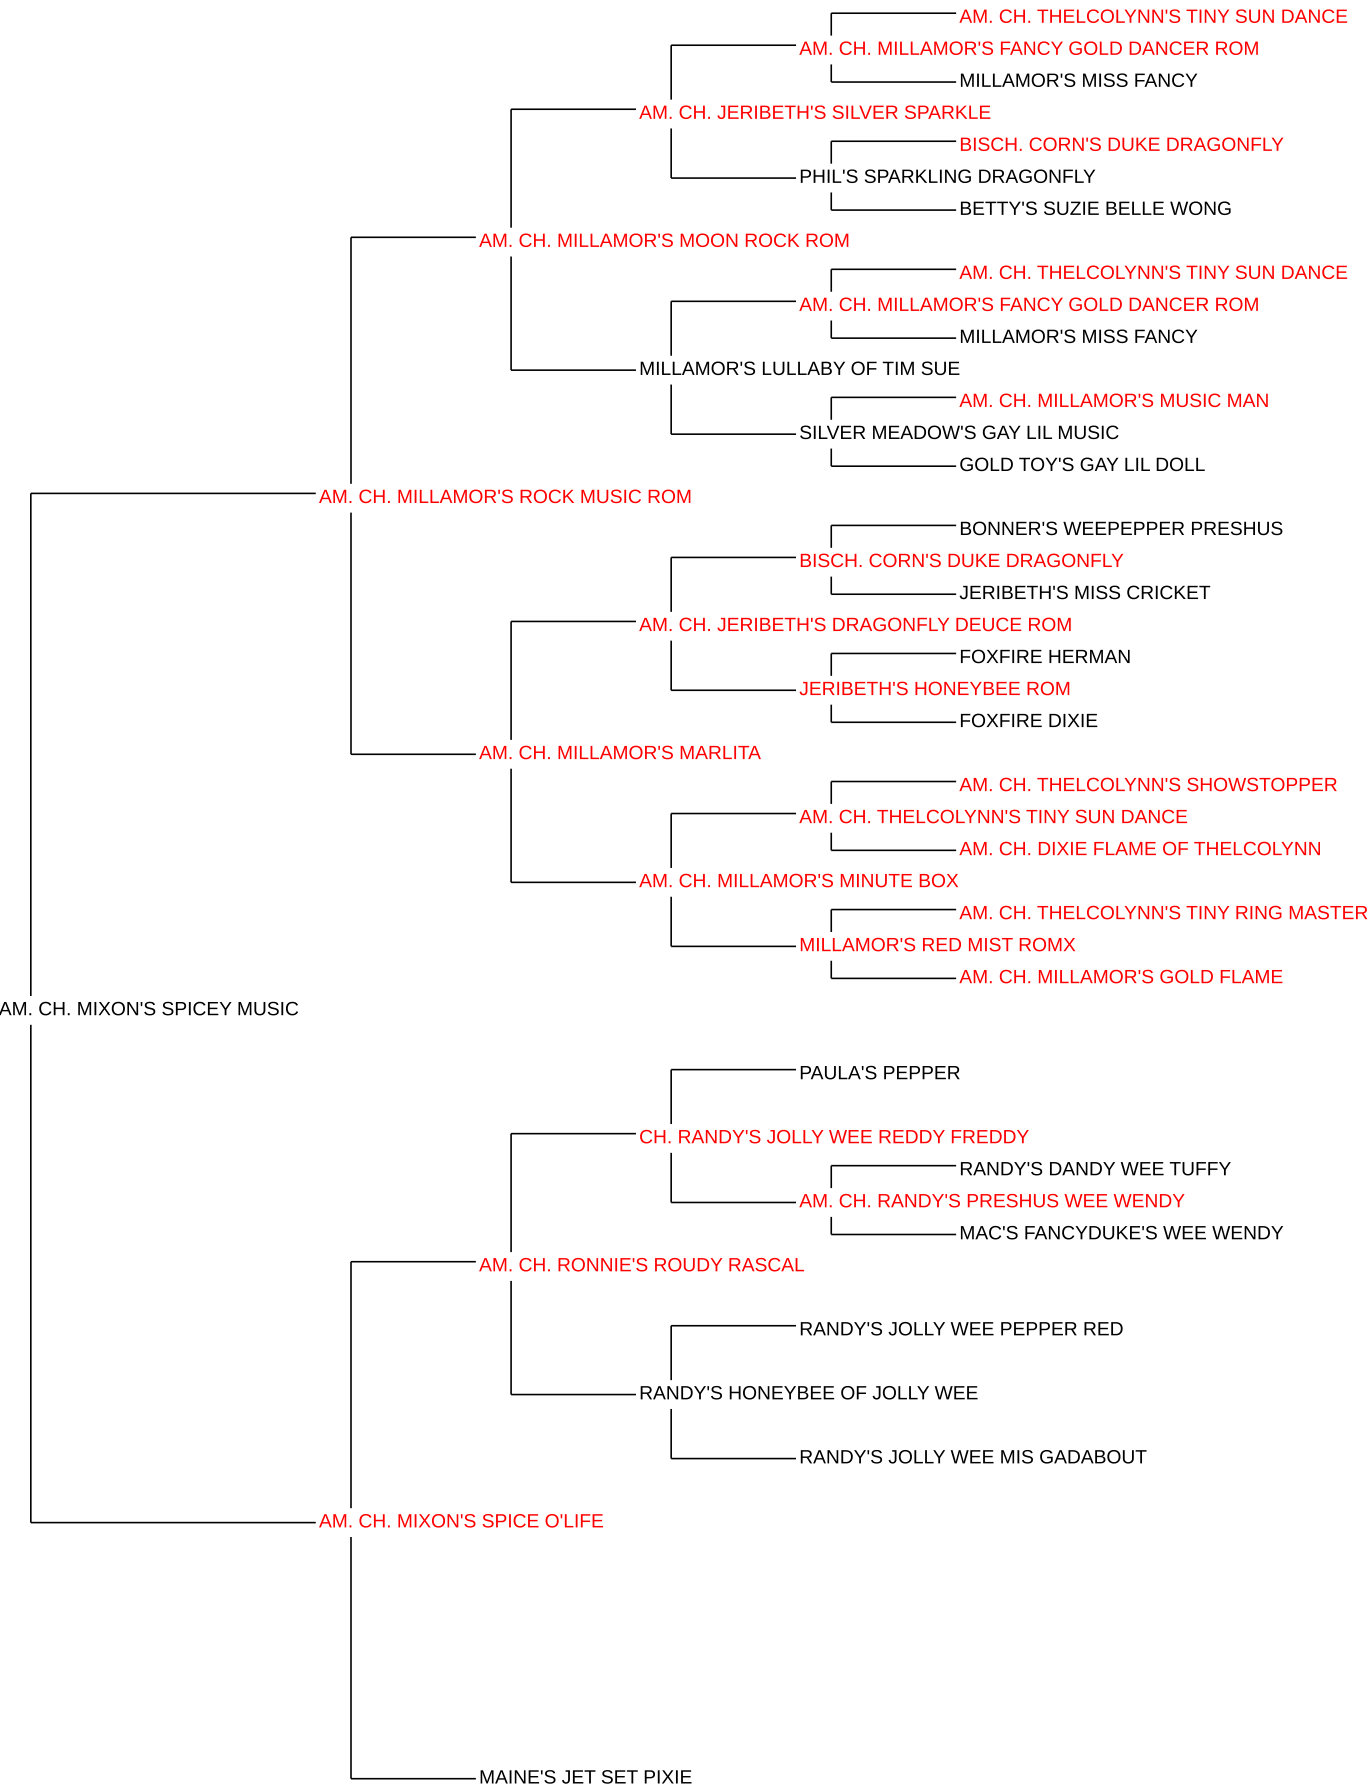 AM. CH. THELCOLYNN'S TINY SUN DANCE
AM. CH. MILLAMOR'S FANCY GOLD DANCER ROM
MILLAMOR'S MISS FANCY
AM. CH. JERIBETH'S SILVER SPARKLE
BISCH. CORN'S DUKE DRAGONFLY
PHIL'S SPARKLING DRAGONFLY
BETTY'S SUZIE BELLE WONG
AM. CH. MILLAMOR'S MOON ROCK ROM
AM. CH. THELCOLYNN'S TINY SUN DANCE
AM. CH. MILLAMOR'S FANCY GOLD DANCER ROM
MILLAMOR'S MISS FANCY
MILLAMOR'S LULLABY OF TIM SUE
AM. CH. MILLAMOR'S MUSIC MAN
SILVER MEADOW'S GAY LIL MUSIC
GOLD TOY'S GAY LIL DOLL
AM. CH. MILLAMOR'S ROCK MUSIC ROM
BONNER'S WEEPEPPER PRESHUS
BISCH. CORN'S DUKE DRAGONFLY
JERIBETH'S MISS CRICKET
AM. CH. JERIBETH'S DRAGONFLY DEUCE ROM
FOXFIRE HERMAN
JERIBETH'S HONEYBEE ROM
FOXFIRE DIXIE
AM. CH. MILLAMOR'S MARLITA
AM. CH. THELCOLYNN'S SHOWSTOPPER
AM. CH. THELCOLYNN'S TINY SUN DANCE
AM. CH. DIXIE FLAME OF THELCOLYNN
AM. CH. MILLAMOR'S MINUTE BOX
AM. CH. THELCOLYNN'S TINY RING MASTER
MILLAMOR'S RED MIST ROMX
AM. CH. MILLAMOR'S GOLD FLAME
AM. CH. MIXON'S SPICEY MUSIC
PAULA'S PEPPER
CH. RANDY'S JOLLY WEE REDDY FREDDY
RANDY'S DANDY WEE TUFFY
AM. CH. RANDY'S PRESHUS WEE WENDY
MAC'S FANCYDUKE'S WEE WENDY
AM. CH. RONNIE'S ROUDY RASCAL
RANDY'S JOLLY WEE PEPPER RED
RANDY'S HONEYBEE OF JOLLY WEE
RANDY'S JOLLY WEE MIS GADABOUT
AM. CH. MIXON'S SPICE O'LIFE
MAINE'S JET SET PIXIE